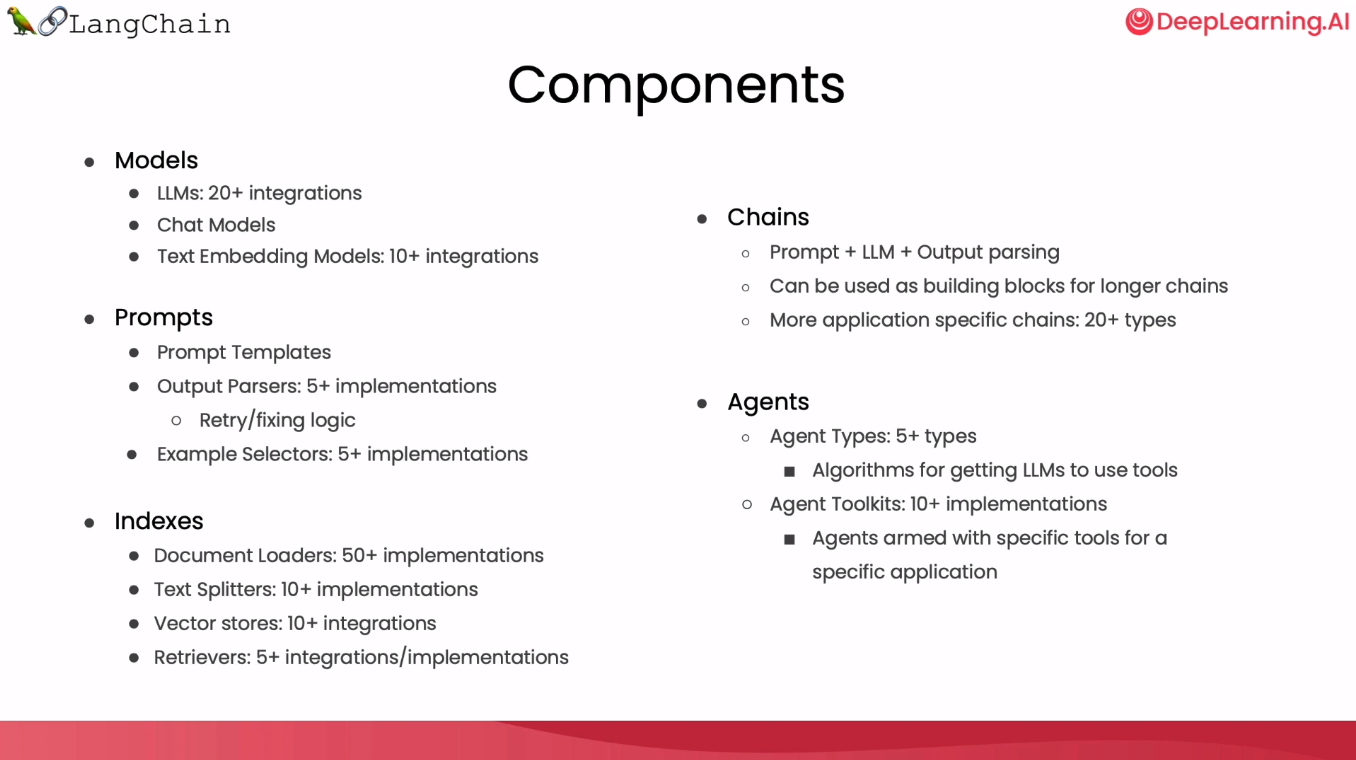 LangChain
DeepLearning.AI
Components
Models
LLMs: 20+ integrations
Chat Models
Text Embedding Models: 10+ integrations
Prompts
Prompt Templates
Output Parsers: 5+ implementations
Retry/fixing logic
Example Selectors: 5+ implementations
Indexes
Document Loaders: 50+ implementations
Text Splitters: 10+ implementations
Vector stores: 10+ integrations
Retrievers: 5+ integrations/implementations
Chains
Prompt + LLM + Output parsing
Can be used as building blocks for longer chains
More application specific chains: 20+ types
Agents
Agent Types: 5+ types
Algorithms for getting LLMs to use tools
Agent Toolkits: 10+ implementations
Agents armed with specific tools for a
specific application